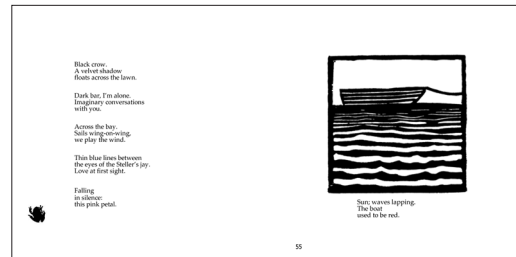 Black crow.
A velvet shadow
floats across the lawn.
Dark bar, I'm alone.
Imaginary conversations
with you.
Across the bay.
Sails wing-on-wing,
we play the wind.
Thin blue lines between
the eyes of the Steller's jay.
Love at first sight.
Falling
in silence:
this pink petal.
Sun; waves lapping.
The boat
used to be red.
55